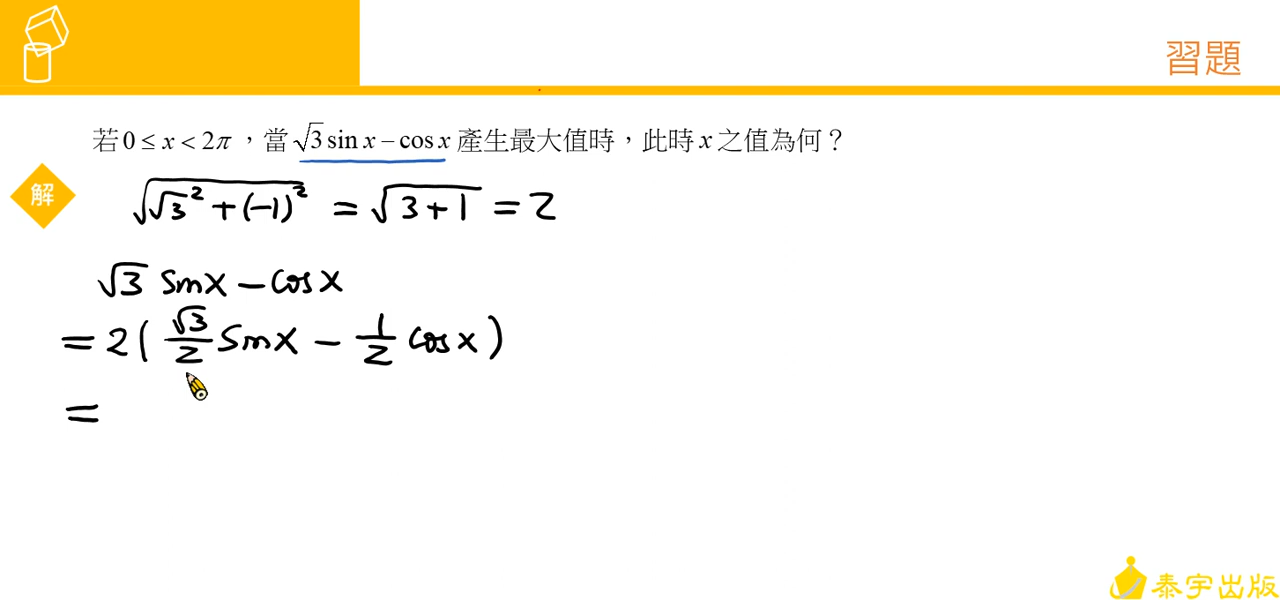 習題
若 0 ≤ x < 2π，當 √3 sin x − cos x 產生最大值時，此時 x 之值為何？
解
√(√3² + (−1)²) = √(3+1) = 2
√3 sin x − cos x
= 2( √3/2 sin x − 1/2 cos x )
=
泰宇出版